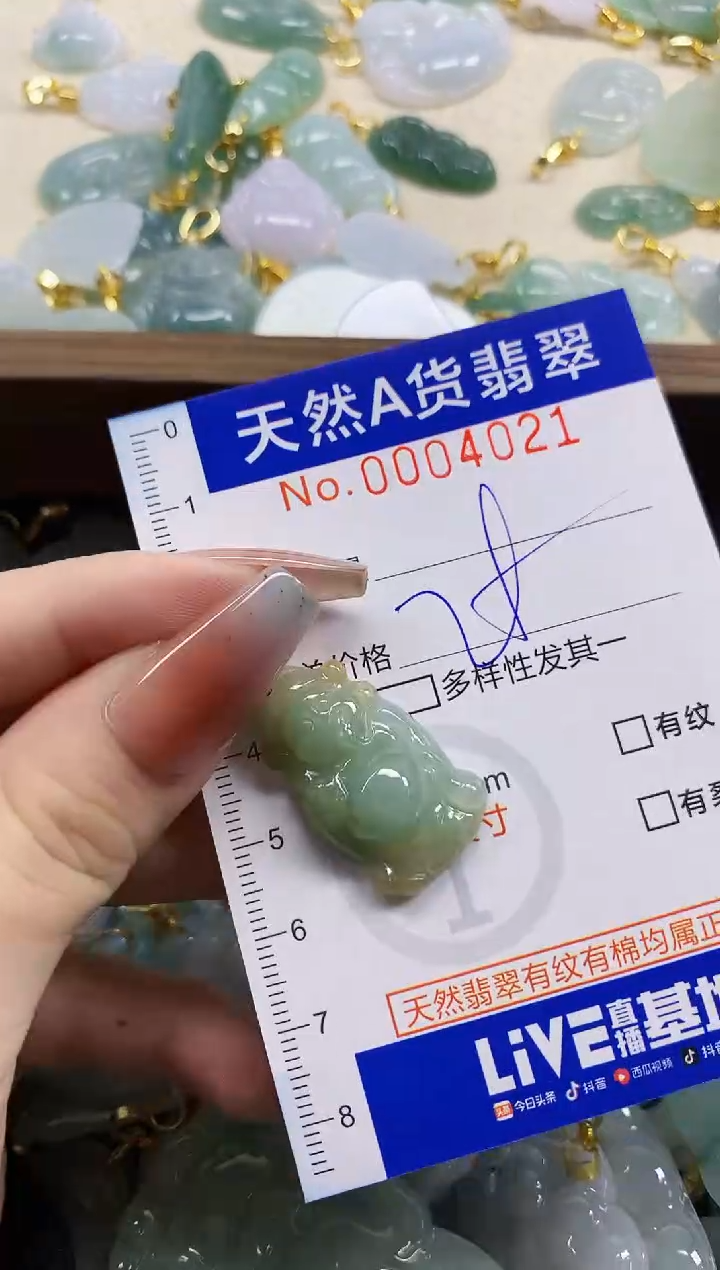 天然A货翡翠
No.0004021
价格
多样性发其一
有纹
m
寸
有
天然翡翠有纹有棉均属正
LiVE直播基地
今日头条 抖音 西瓜视频 抖音
0
1
4
5
6
7
8